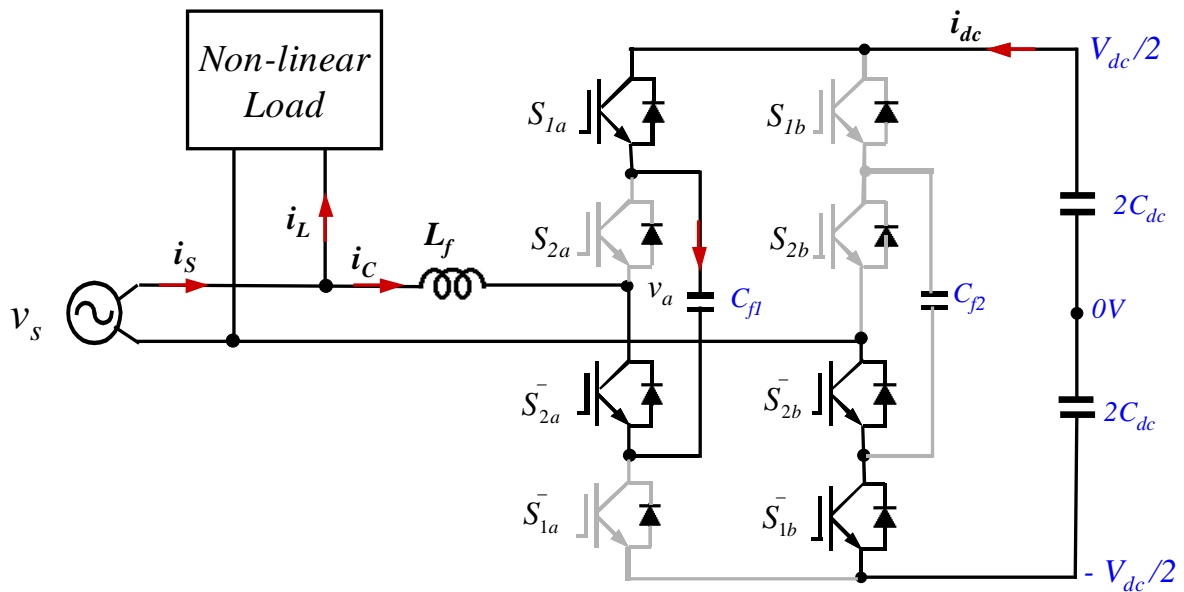 Non-linear
Load
i_dc
V_dc/2
S_1a
S_1b
2C_dc
i_L
S_2a
S_2b
L_f
i_S
i_C
v_a
C_f1
C_f2
0V
v_s
S̄_2a
S̄_2b
2C_dc
S̄_1a
S̄_1b
- V_dc/2